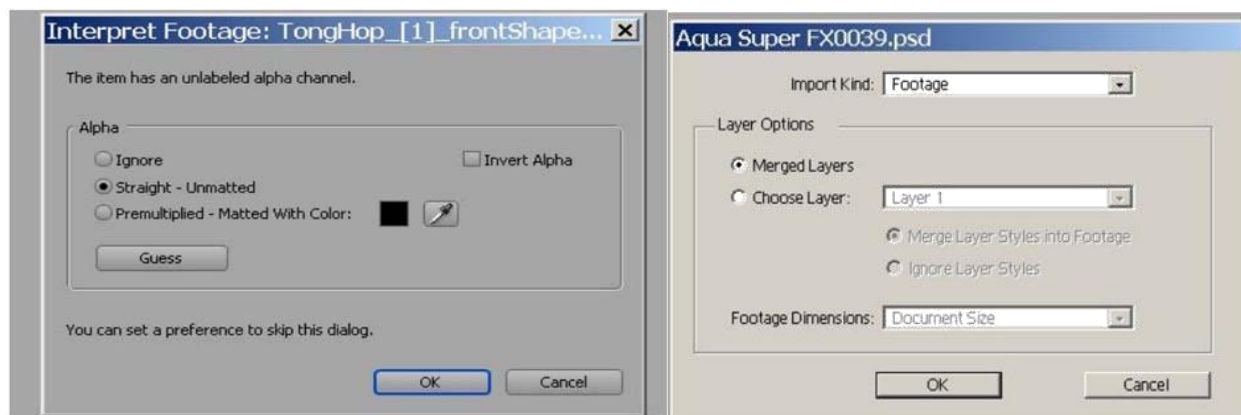 Interpret Footage: TongHop_[1]_frontShape...
The item has an unlabeled alpha channel.
Alpha
Ignore
Invert Alpha
Straight - Unmatted
Premultiplied - Matted With Color:
Guess
You can set a preference to skip this dialog.
OK
Cancel
Aqua Super FX0039.psd
Import Kind: Footage
Layer Options
Merged Layers
Choose Layer: Layer 1
Merge Layer Styles into Footage
Ignore Layer Styles
Footage Dimensions: Document Size
OK
Cancel